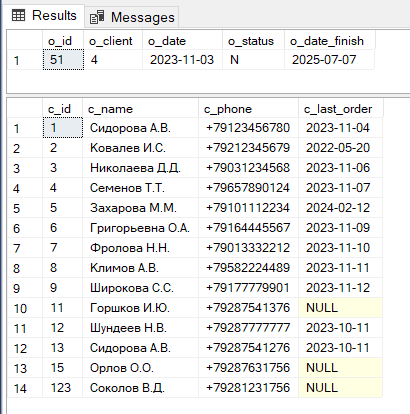 Results Messages
o_id o_client o_date o_status o_date_finish
1 51 4 2023-11-03 N 2025-07-07
c_id c_name c_phone c_last_order
1 1 Сидорова А.В. +79123456780 2023-11-04
2 2 Ковалев И.С. +79212345679 2022-05-20
3 3 Николаева Д.Д. +79031234568 2023-11-06
4 4 Семенов Т.Т. +79657890124 2023-11-07
5 5 Захарова М.М. +79101112234 2024-02-12
6 6 Григорьевна О.А. +79164445567 2023-11-09
7 7 Фролова Н.Н. +79013332212 2023-11-10
8 8 Климов А.В. +79582224489 2023-11-11
9 9 Широкова С.С. +79177779901 2023-11-12
10 11 Горшков И.Ю. +79287541376 NULL
11 12 Шундеев Н.В. +79287777777 2023-10-11
12 13 Сидорова А.В. +79287541276 2023-10-11
13 15 Орлов О.О. +79287631756 NULL
14 123 Соколов В.Д. +79281231756 NULL